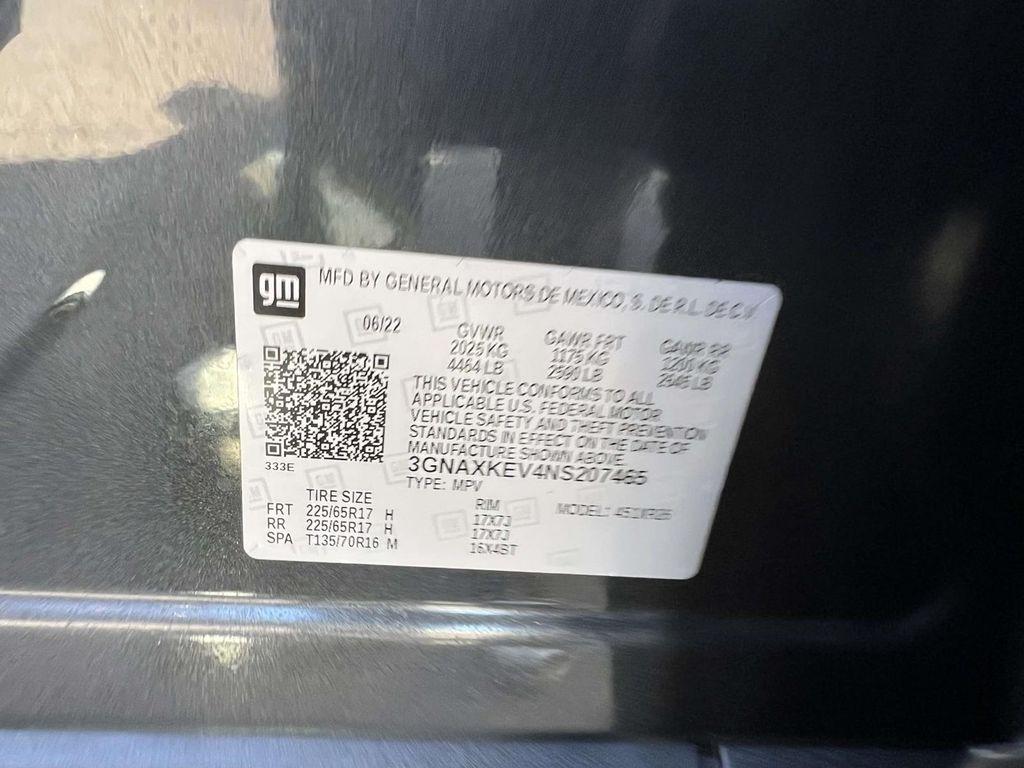 gm
MFD BY GENERAL MOTORS DE MEXICO, S. DE R.L. DE C.V.
06/22 GVWR GAWR FRT GAWR RR
2025 KG 1175 KG 1200 KG
4464 LB 2590 LB 2645 LB
THIS VEHICLE CONFORMS TO ALL
APPLICABLE U.S. FEDERAL MOTOR
VEHICLE SAFETY AND THEFT PREVENTION
STANDARDS IN EFFECT ON THE DATE OF
MANUFACTURE SHOWN ABOVE
333E 3GNAXKEV4NS207465
TYPE: MPV
TIRE SIZE RIM MODEL:
FRT 225/65R17 H 17X7J
RR 225/65R17 H 17X7J
SPA T135/70R16 M 16X4BT